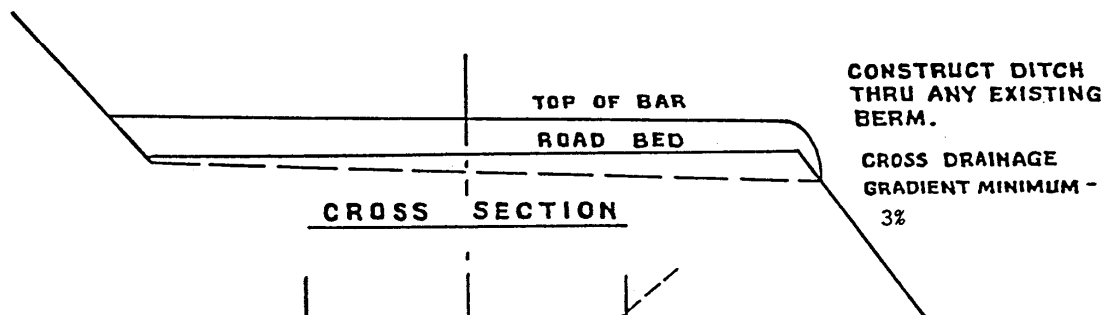 TOP OF BAR
ROAD BED
CROSS SECTION
CONSTRUCT DITCH
THRU ANY EXISTING
BERM.
CROSS DRAINAGE
GRADIENT MINIMUM -
3%